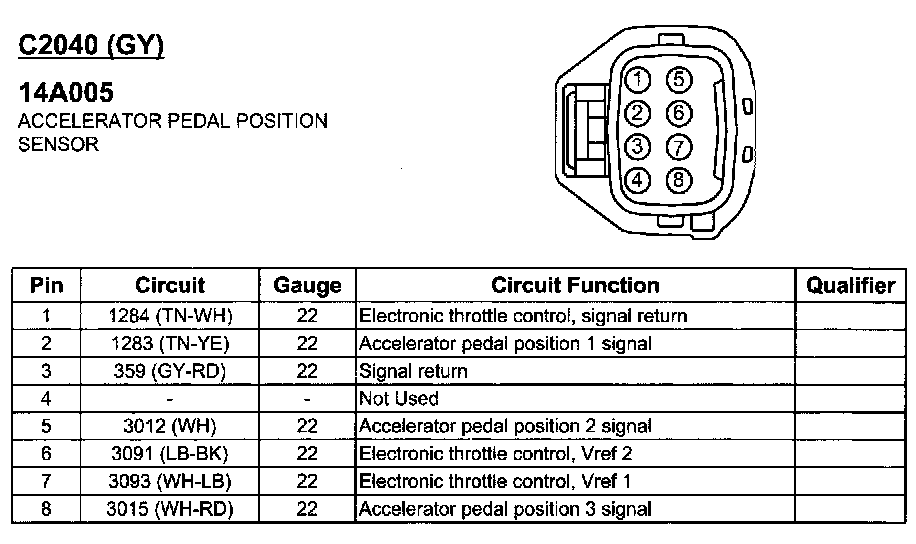 C2040 (GY)
14A005
ACCELERATOR PEDAL POSITION
SENSOR
1 5
2 6
3 7
4 8
Pin Circuit Gauge Circuit Function Qualifier
1 1284 (TN-WH) 22 Electronic throttle control, signal return
2 1283 (TN-YE) 22 Accelerator pedal position 1 signal
3 359 (GY-RD) 22 Signal return
4 - - Not Used
5 3012 (WH) 22 Accelerator pedal position 2 signal
6 3091 (LB-BK) 22 Electronic throttle control, Vref 2
7 3093 (WH-LB) 22 Electronic throttle control, Vref 1
8 3015 (WH-RD) 22 Accelerator pedal position 3 signal